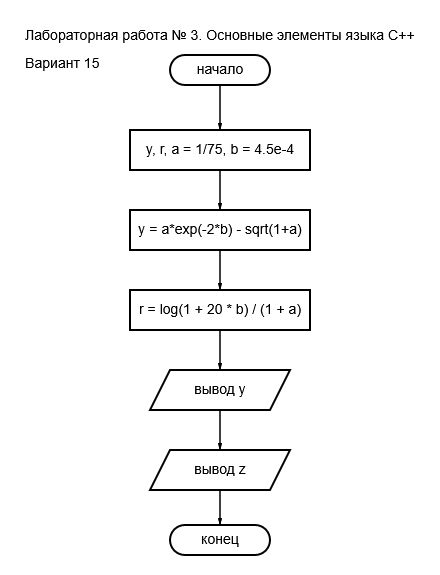 Лабораторная работа № 3. Основные элементы языка С++
Вариант 15
начало
y, r, a = 1/75, b = 4.5e-4
y = a*exp(-2*b) - sqrt(1+a)
r = log(1 + 20 * b) / (1 + a)
вывод y
вывод z
конец